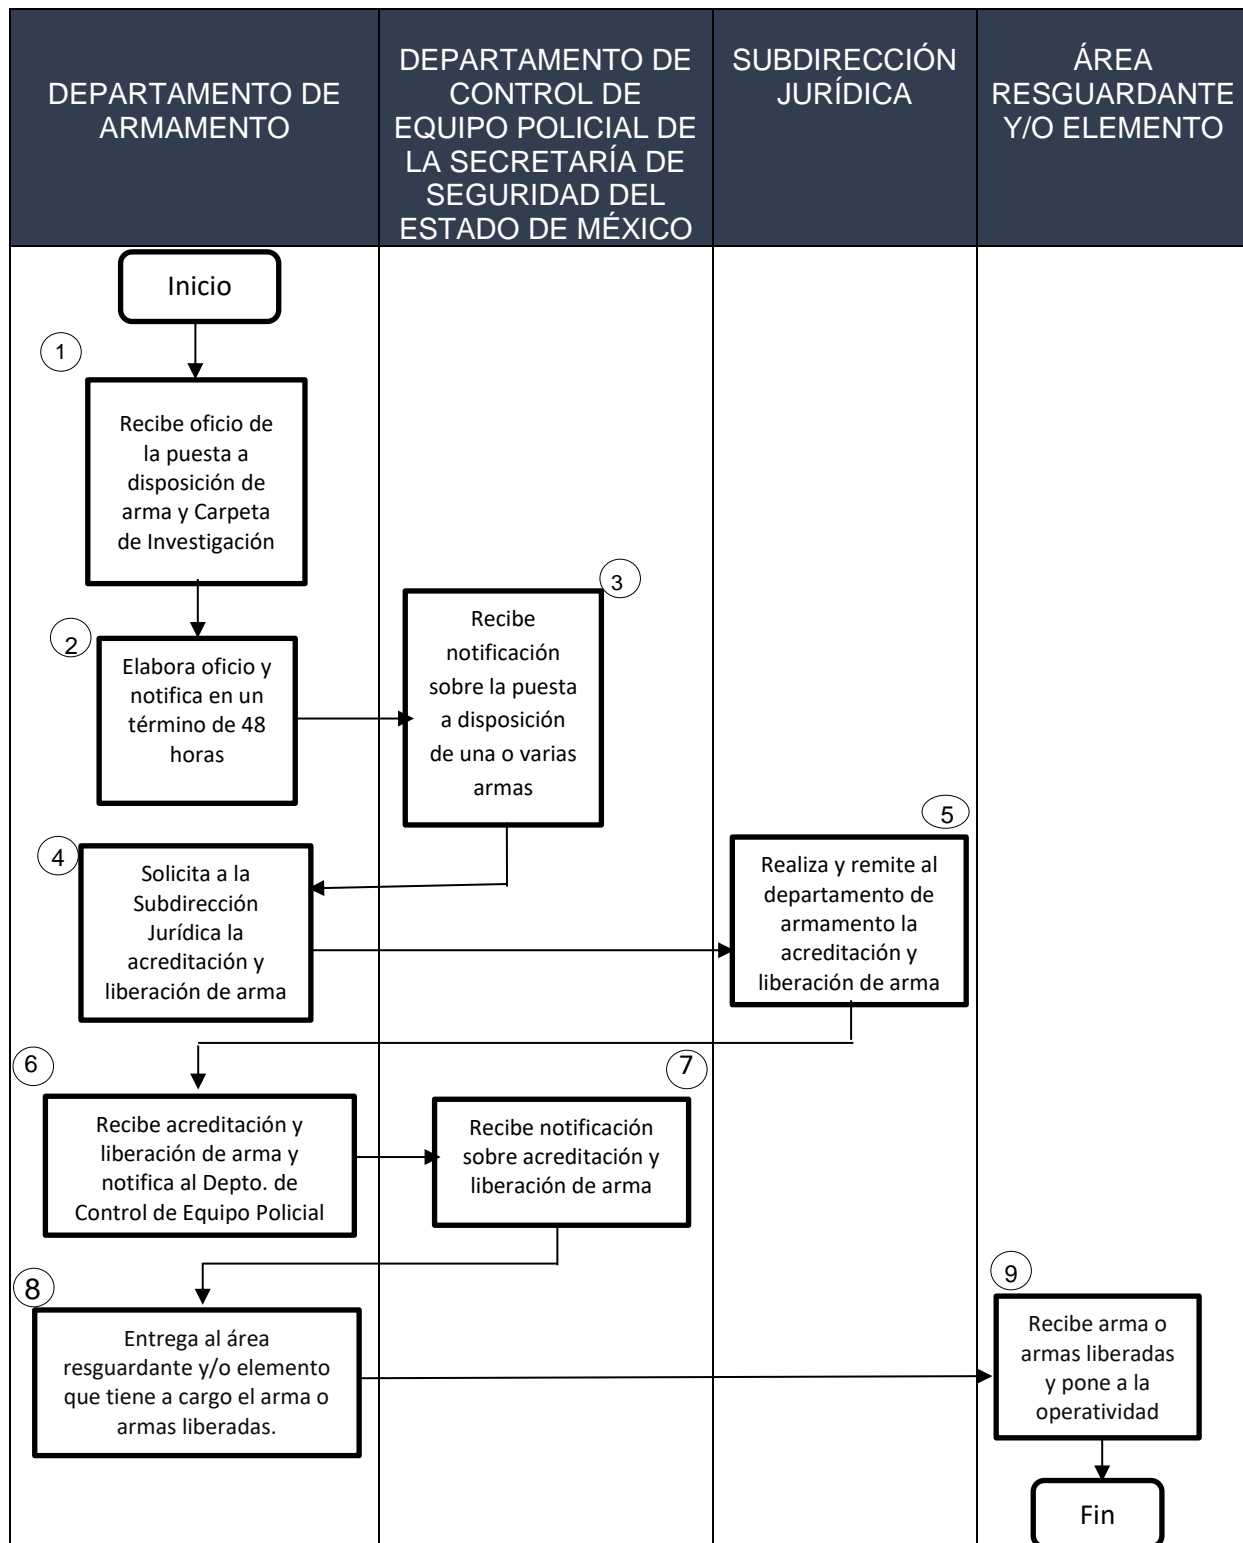 DEPARTAMENTO DE
ARMAMENTO
DEPARTAMENTO DE
CONTROL DE
EQUIPO POLICIAL DE
LA SECRETARÍA DE
SEGURIDAD DEL
ESTADO DE MÉXICO
SUBDIRECCIÓN
JURÍDICA
ÁREA
RESGUARDANTE
Y/O ELEMENTO
Inicio
1
Recibe oficio de
la puesta a
disposición de
arma y Carpeta
de Investigación
2
Elabora oficio y
notifica en un
término de 48
horas
3
Recibe
notificación
sobre la puesta
a disposición
de una o varias
armas
4
Solicita a la
Subdirección
Jurídica la
acreditación y
liberación de arma
5
Realiza y remite al
departamento de
armamento la
acreditación y
liberación de arma
6
Recibe acreditación y
liberación de arma y
notifica al Depto. de
Control de Equipo Policial
7
Recibe notificación
sobre acreditación y
liberación de arma
8
Entrega al área
resguardante y/o elemento
que tiene a cargo el arma o
armas liberadas.
9
Recibe arma o
armas liberadas
y pone a la
operatividad
Fin